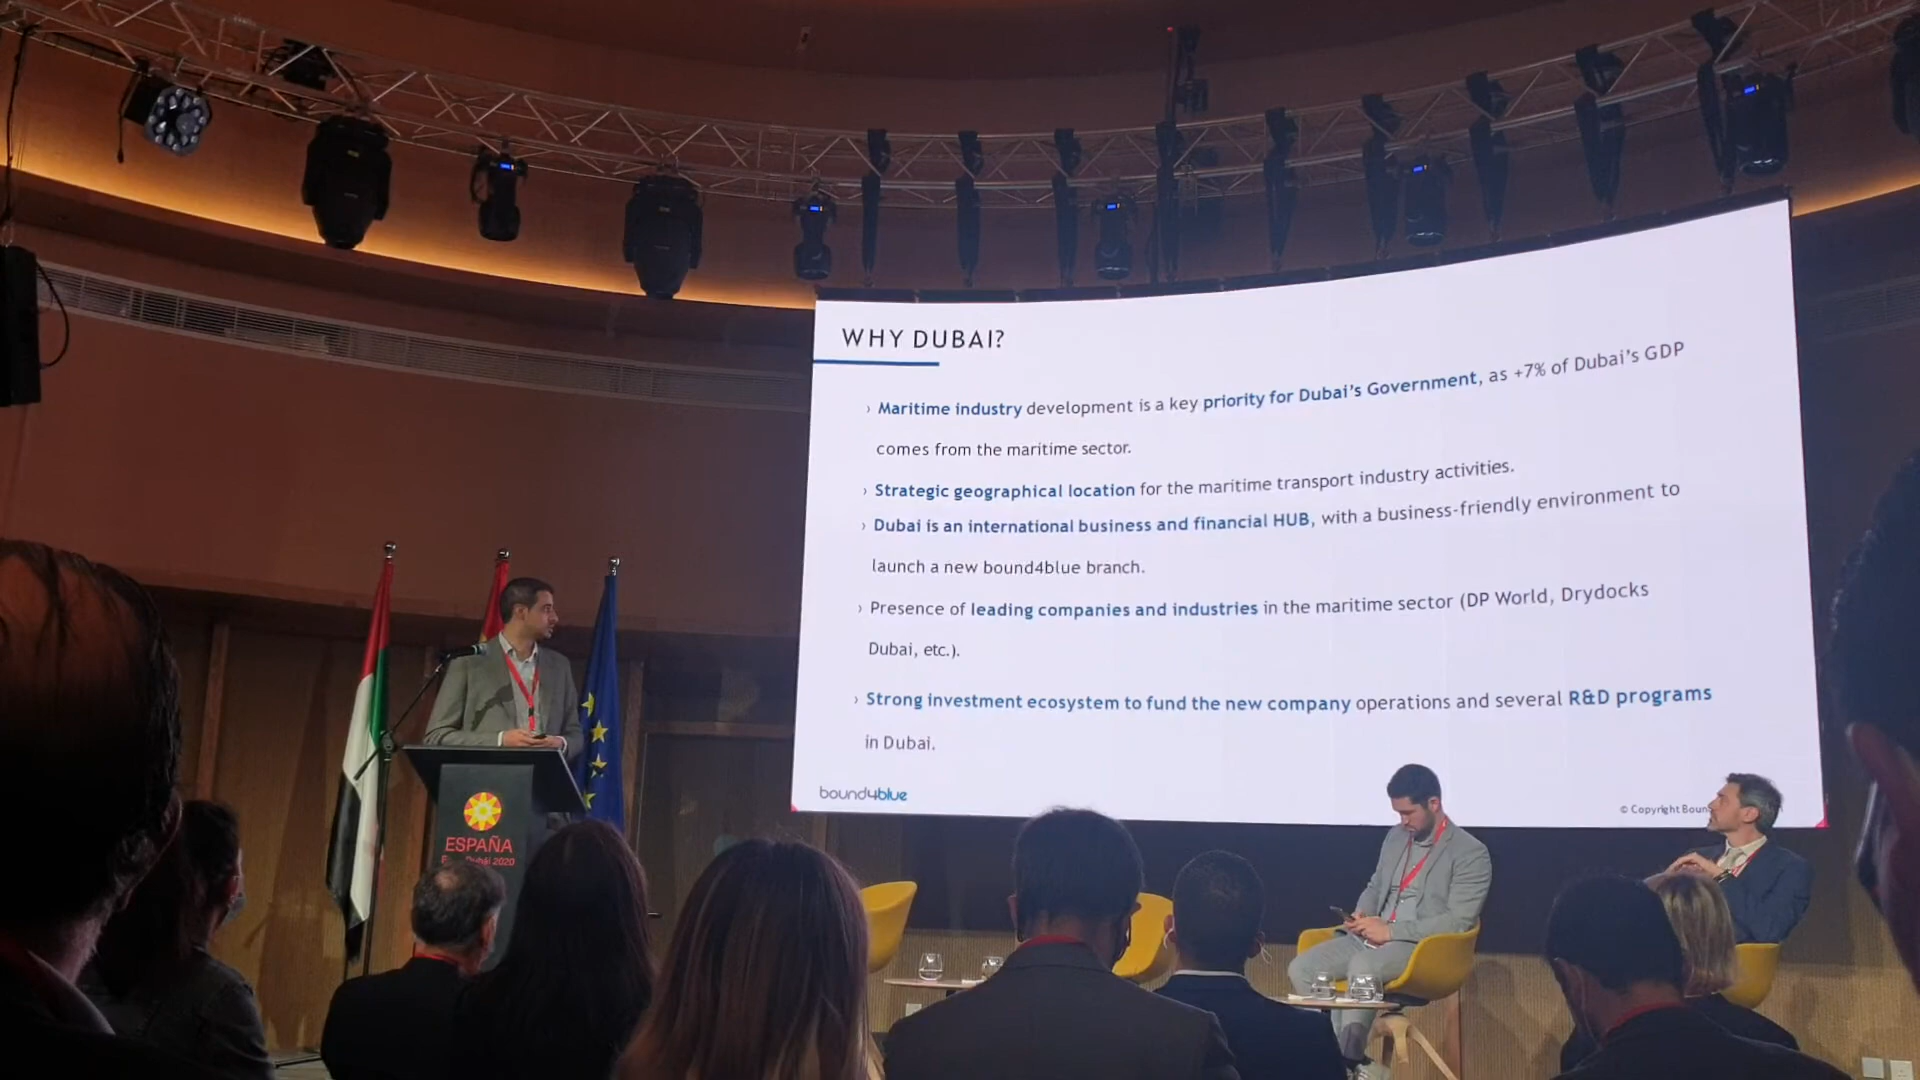 WHY DUBAI?
› Maritime industry development is a key priority for Dubai's Government, as +7% of Dubai's GDP
comes from the maritime sector.
› Strategic geographical location for the maritime transport industry activities.
› Dubai is an international business and financial HUB, with a business-friendly environment to
launch a new bound4blue branch.
› Presence of leading companies and industries in the maritime sector (DP World, Drydocks
Dubai, etc.).
› Strong investment ecosystem to fund the new company operations and several R&D programs
in Dubai.
bound4blue
© Copyright
ESPAÑA
2020